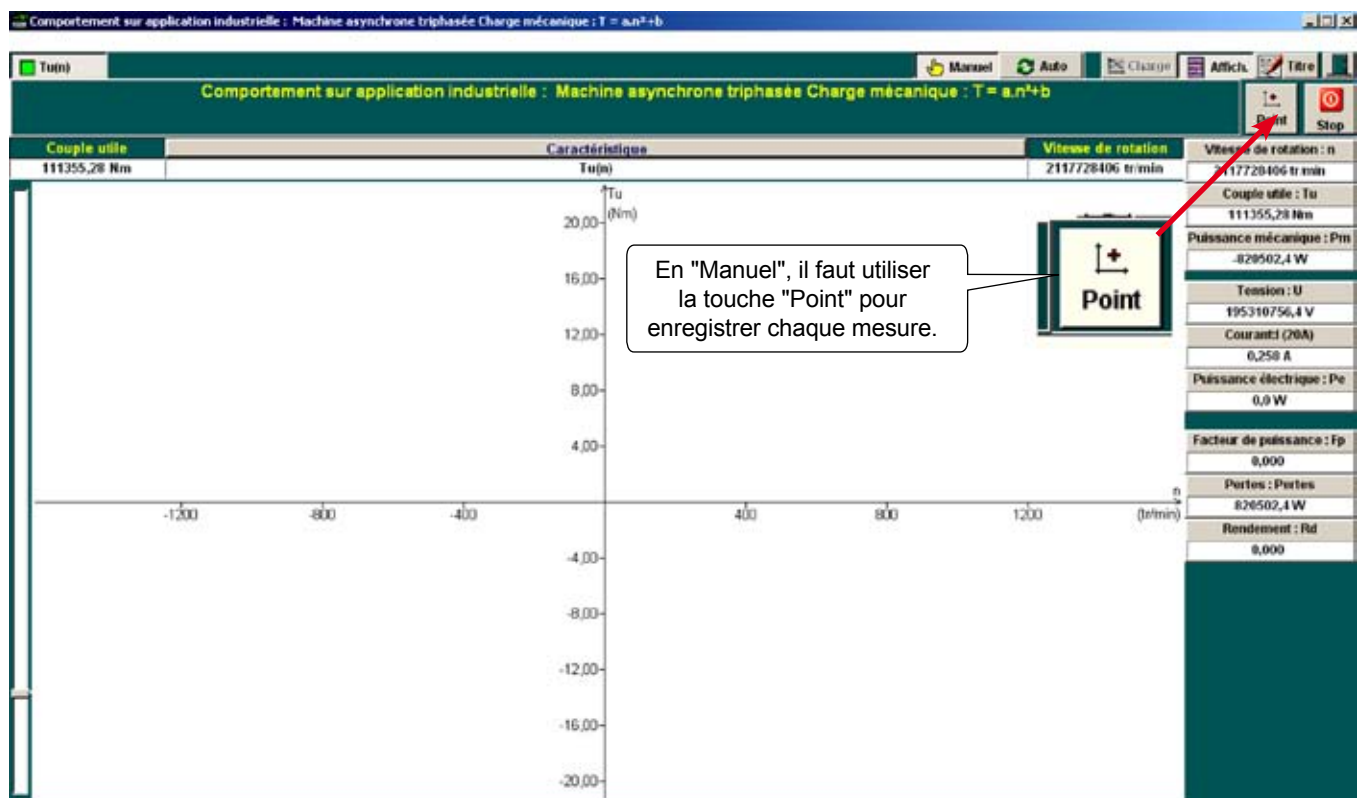 Comportement sur application industrielle : Machine asynchrone triphasée Charge mécanique : T = a.n²+b
Tu(n)
Manuel
Auto
Charge
Affich.
Titre
Comportement sur application industrielle : Machine asynchrone triphasée Charge mécanique : T = a.n²+b
Point
Stop
Couple utile
Caractéristique
Vitesse de rotation
111355,28 Nm
Tu(n)
2117728406 tr/min
Vitesse de rotation : n
2117728406 tr/min
Couple utile : Tu
111355,28 Nm
Puissance mécanique : Pm
-820502,4 W
Tension : U
195310756,4 V
Courant:I (20A)
0,258 A
Puissance électrique : Pe
0,0 W
Facteur de puissance : Fp
0,000
Pertes : Pertes
820502,4 W
Rendement : Rd
0,000
Tu
(Nm)
20,00
16,00
12,00
8,00
4,00
-4,00
-8,00
-12,00
-16,00
-20,00
-1200
-800
-400
400
800
1200
n
(tr/min)
En "Manuel", il faut utiliser
la touche "Point" pour
enregistrer chaque mesure.
Point